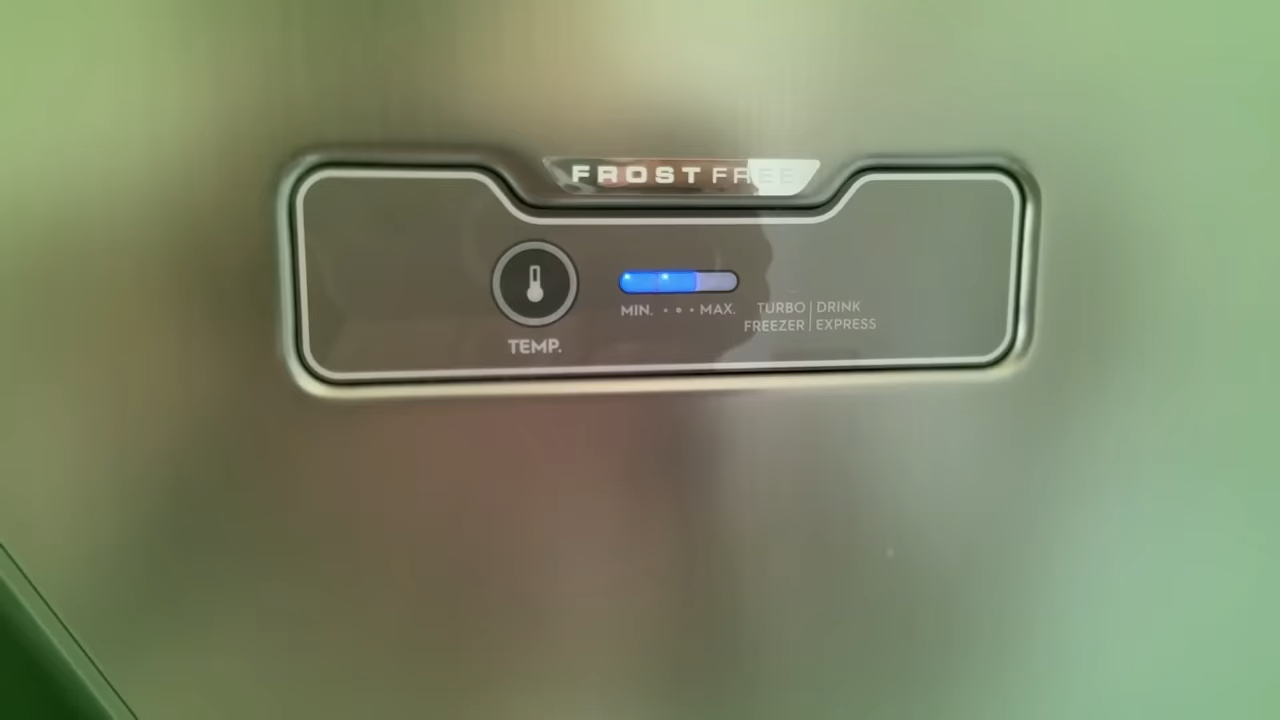 FROST FREE
MIN. MAX.
TURBO FREEZER
DRINK EXPRESS
TEMP.